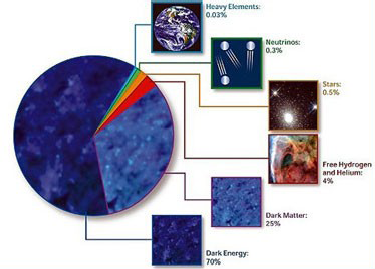 Heavy Elements:
0.03%
Neutrinos:
0.3%
Stars:
0.5%
Free Hydrogen
and Helium:
4%
Dark Matter:
25%
Dark Energy:
70%